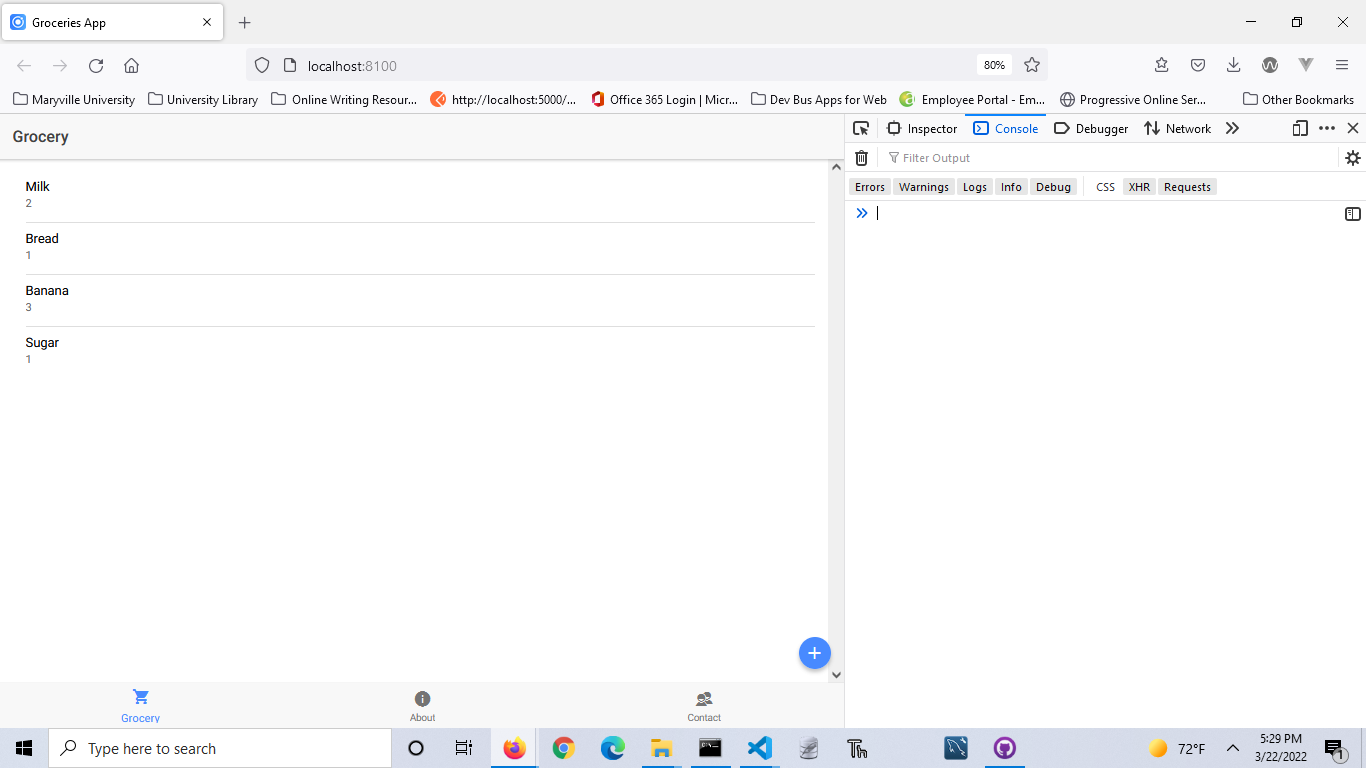 Groceries App
localhost:8100
80%
Maryville University
University Library
Online Writing Resour...
http://localhost:5000/...
Office 365 Login | Micr...
Dev Bus Apps for Web
Employee Portal - Em...
Progressive Online Ser...
Other Bookmarks
Grocery
Milk
2
Bread
1
Banana
3
Sugar
1
Grocery
About
Contact
Inspector
Console
Debugger
Network
Filter Output
Errors
Warnings
Logs
Info
Debug
CSS
XHR
Requests
Type here to search
72°F
5:29 PM
3/22/2022
1